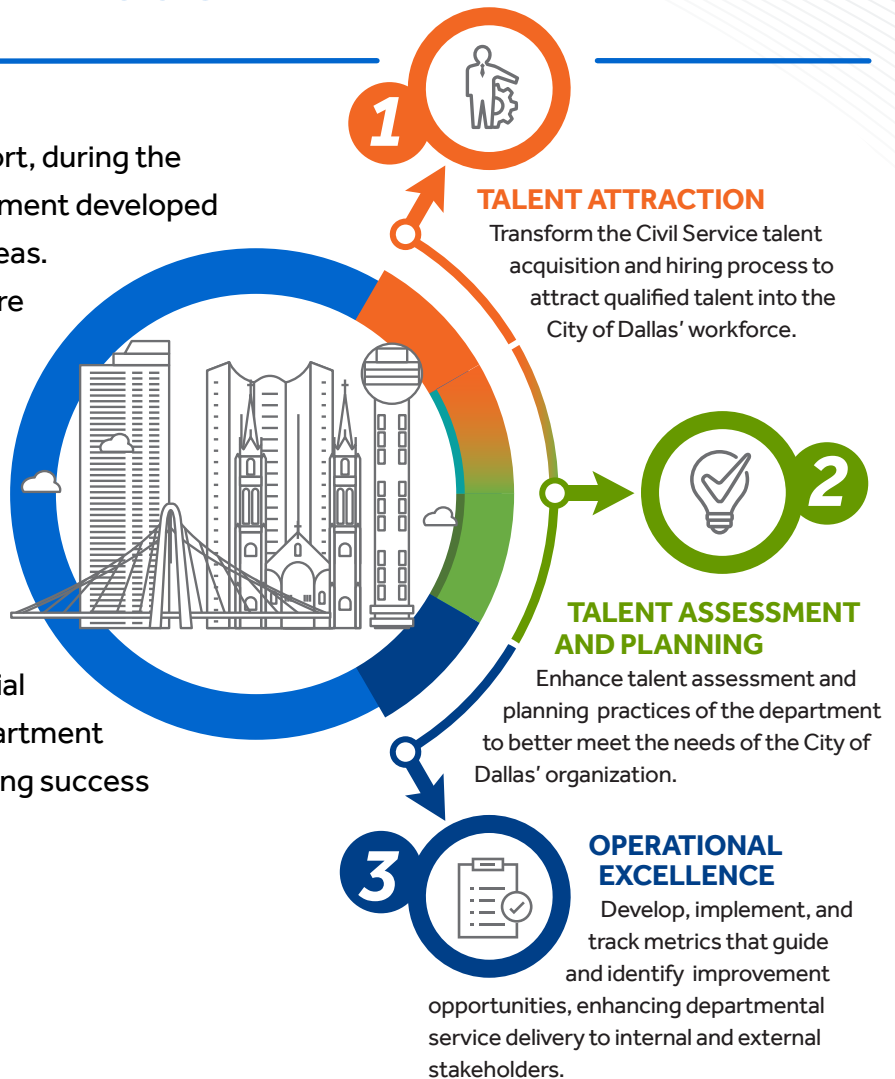 ort, during the
ment developed
eas.
re
ial
artment
ng success
1
TALENT ATTRACTION
Transform the Civil Service talent
acquisition and hiring process to
attract qualified talent into the
City of Dallas' workforce.
2
TALENT ASSESSMENT
AND PLANNING
Enhance talent assessment and
planning practices of the department
to better meet the needs of the City of
Dallas' organization.
3
OPERATIONAL
EXCELLENCE
Develop, implement, and
track metrics that guide
and identify improvement
opportunities, enhancing departmental
service delivery to internal and external
stakeholders.